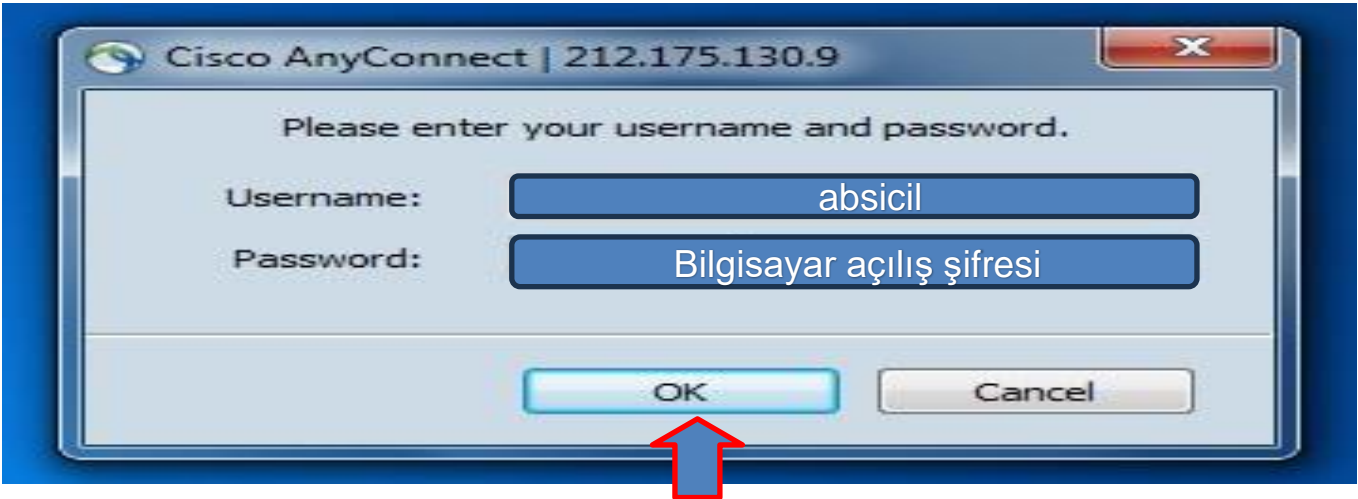 Cisco AnyConnect | 212.175.130.9
Please enter your username and password.
Username: absicil
Password: Bilgisayar açılış şifresi
OK Cancel